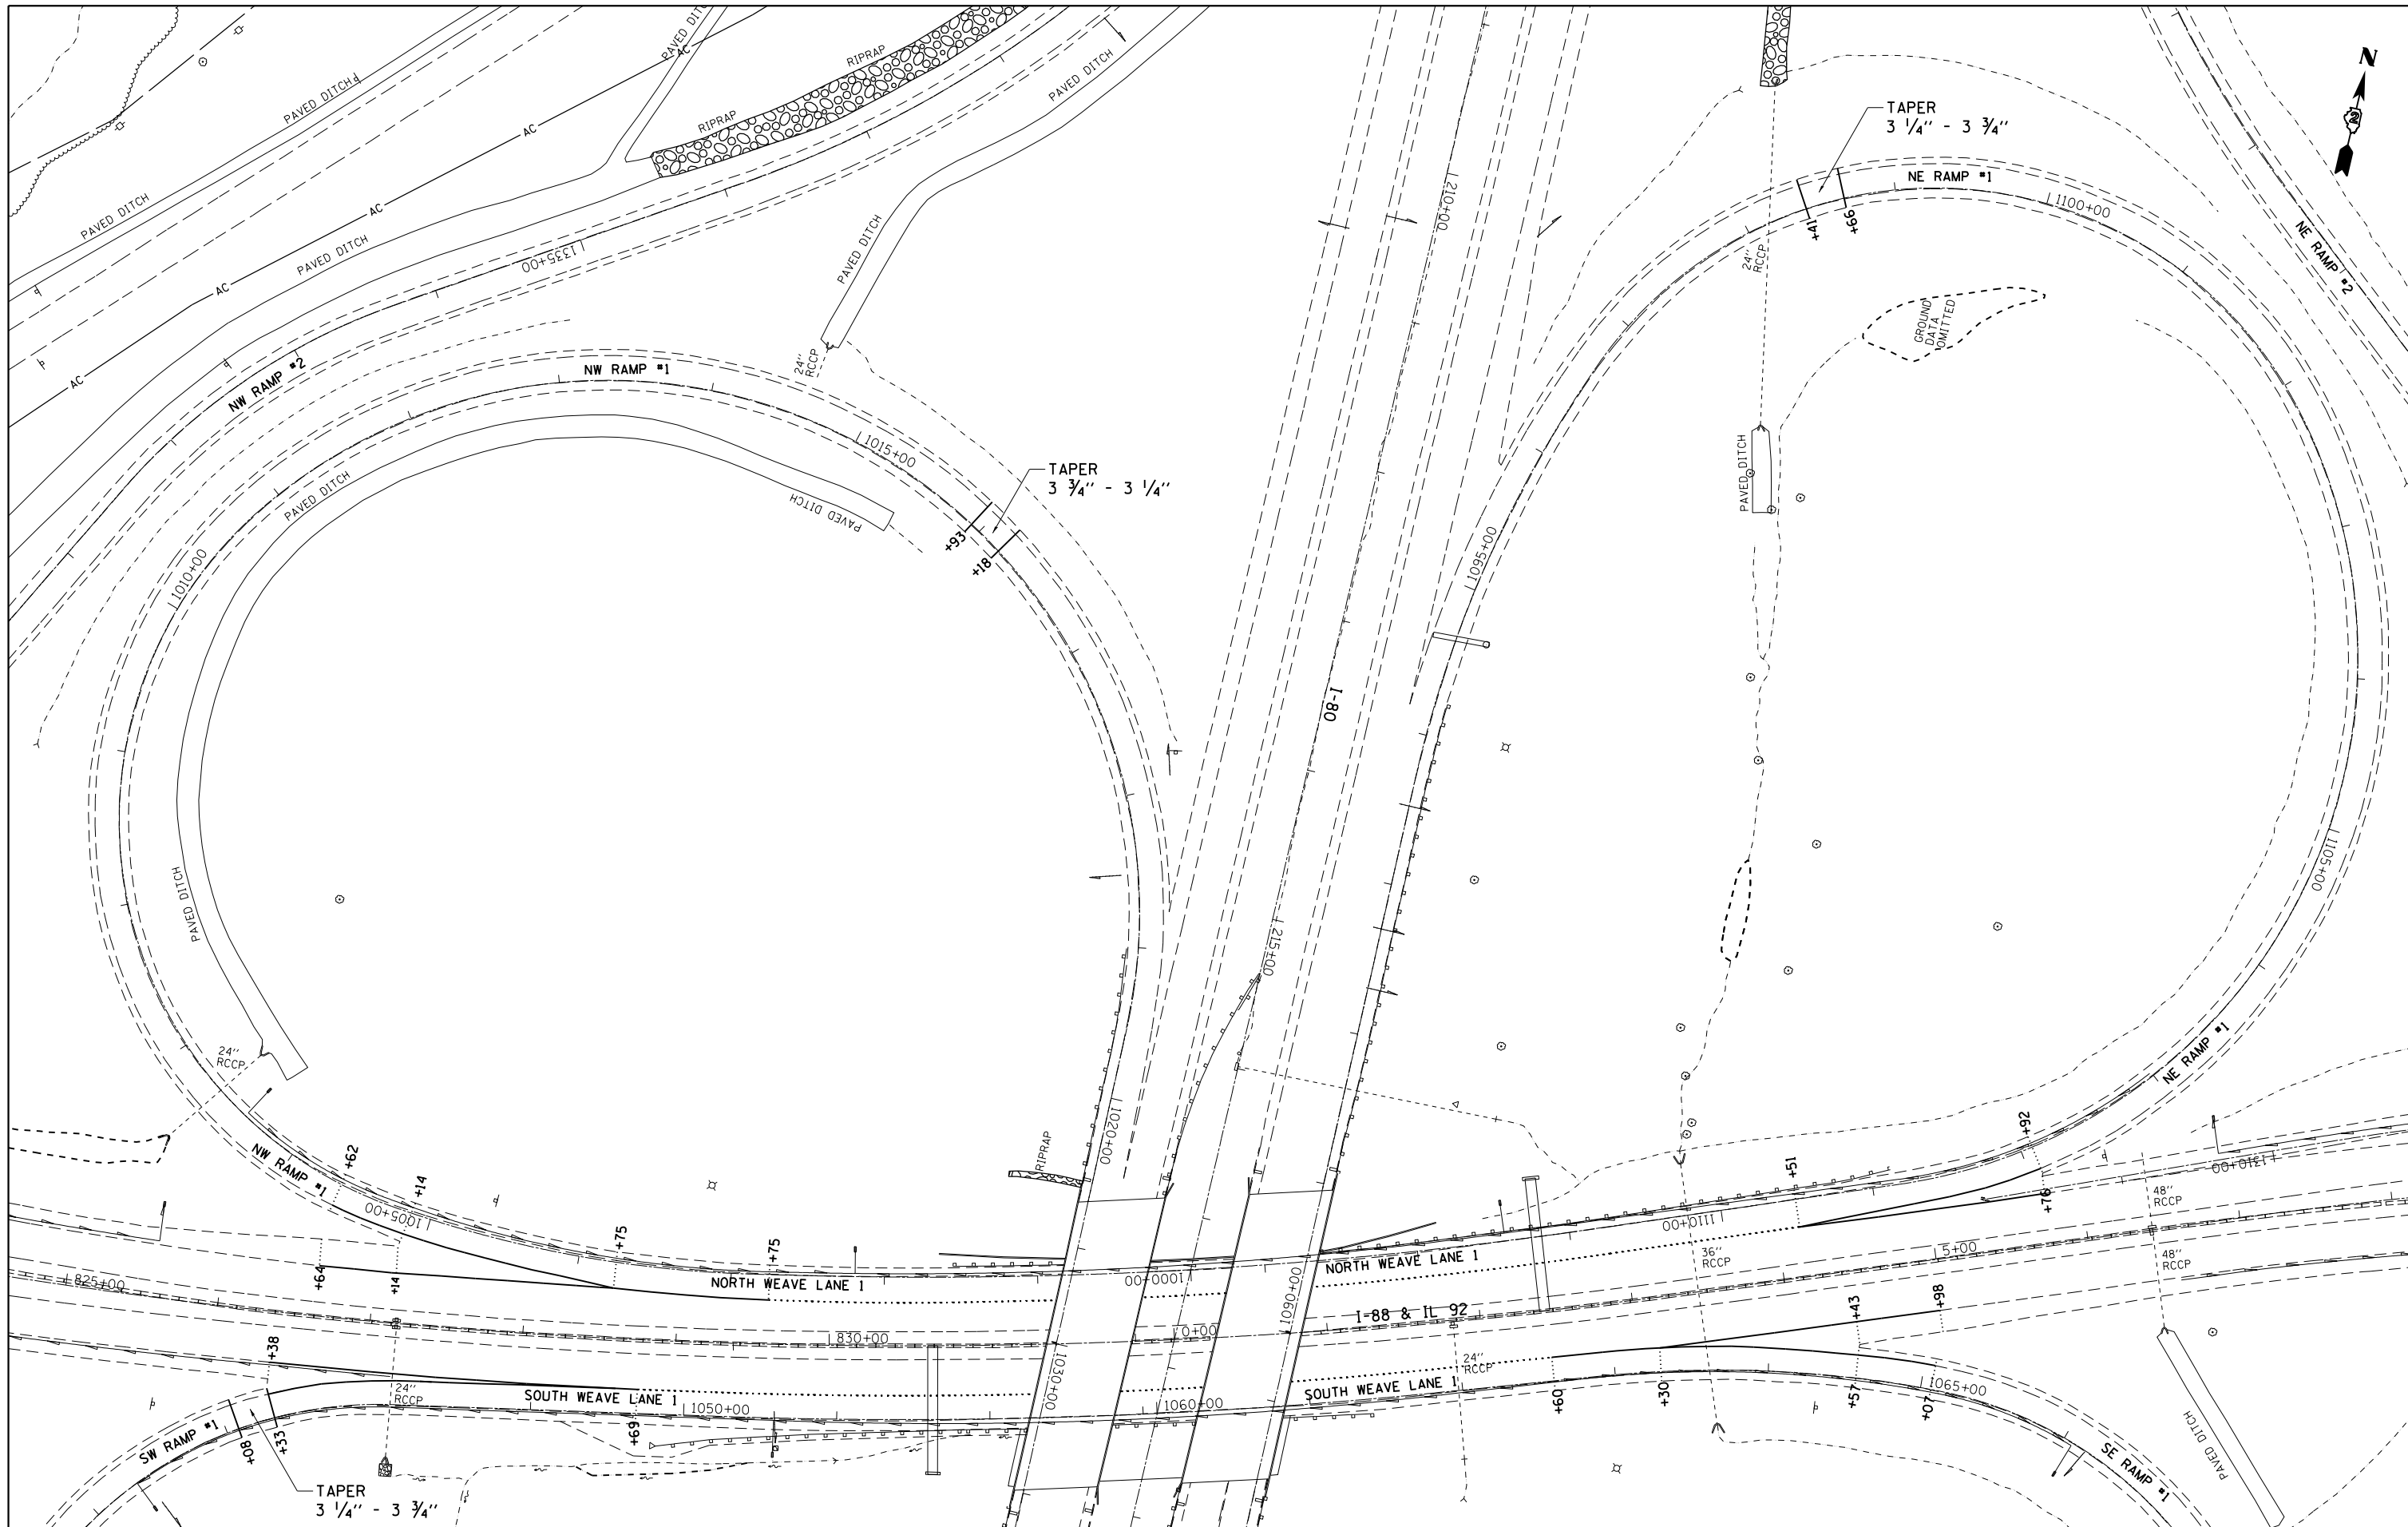 PAVED DITCH
RIPRAP
PAVED DITCH
PAVED DITCH
AC
RIPRAP
AC
N
TAPER
3 1/4" - 3 3/4"
NE RAMP #1
1100+00
+41
+66
210+00
AC
PAVED DITCH
PAVED DITCH
PAVED DITCH
1335+00
24"
RCCP
NE RAMP #2
AC
GROUND
DATA
OMITTED
AC
NW RAMP #2
NW RAMP #1
24"
RCCP
1015+00
TAPER
3 3/4" - 3 1/4"
PAVED DITCH
PAVED DITCH
PAVED DITCH
+93
+18
1010+00
1095+00
I-80
PAVED DITCH
215+00
1105+00
24"
RCCP
NE RAMP #1
1020+00
RIPRAP
NW RAMP #1
+62
+14
1005+00
+51
+92
1310+00
+76
48"
RCCP
+64
+14
+75
+75
NORTH WEAVE LANE 1
1000+00
NORTH WEAVE LANE 1
1110+00
36"
RCCP
5+00
48"
RCCP
825+00
1090+00
I-88 & IL 92
830+00
0+00
+43
+98
+38
1030+00
24"
RCCP
24"
RCCP
SOUTH WEAVE LANE 1
SOUTH WEAVE LANE 1
1050+00
1060+00
1065+00
+69
+60
+30
+57
+07
SW RAMP #1
+08
+33
SE RAMP #1
PAVED DITCH
TAPER
3 1/4" - 3 3/4"